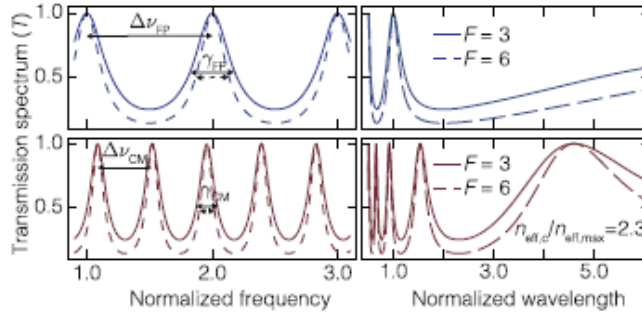 Transmission spectrum (T)
1.0
0.5
Δν_FP
γ_FP
F = 3
F = 6
1.0
0.5
Δν_CM
γ_CM
F = 3
F = 6
n_eff,c/n_eff,max=2.3
1.0 2.0 3.0 1.0 3.0 5.0
Normalized frequency Normalized wavelength